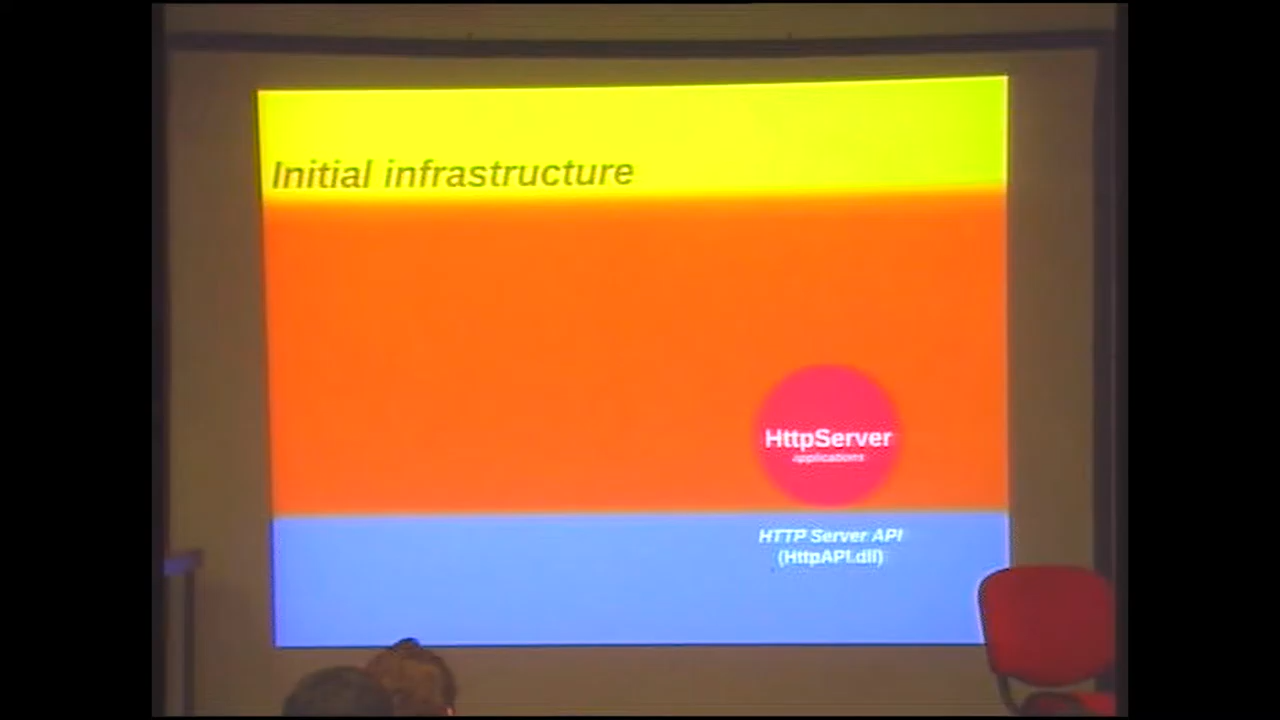 Initial infrastructure
HttpServer
applications
HTTP Server API
(HttpAPI.dll)